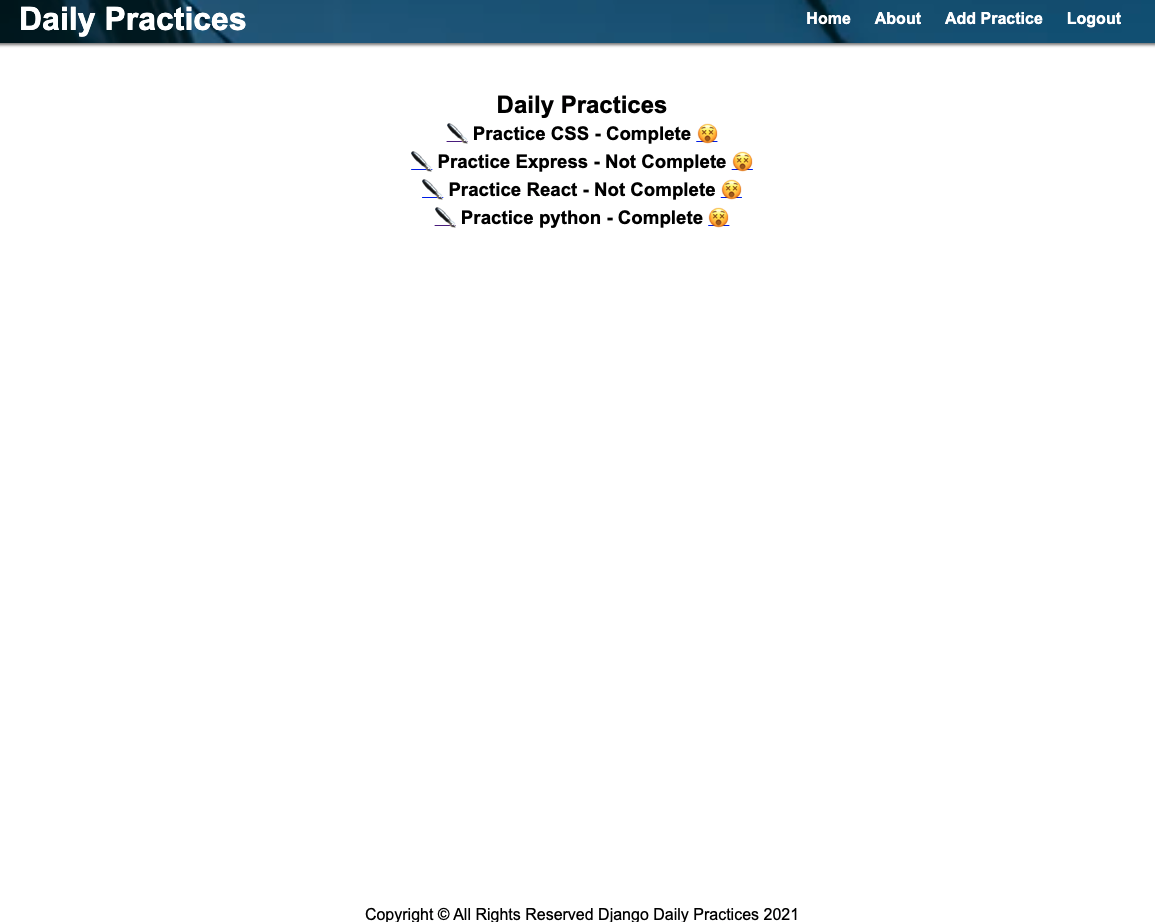 Daily Practices
Home About Add Practice Logout
Daily Practices
Practice CSS - Complete 😵
Practice Express - Not Complete 😵
Practice React - Not Complete 😵
Practice python - Complete 😵
Copyright © All Rights Reserved Django Daily Practices 2021